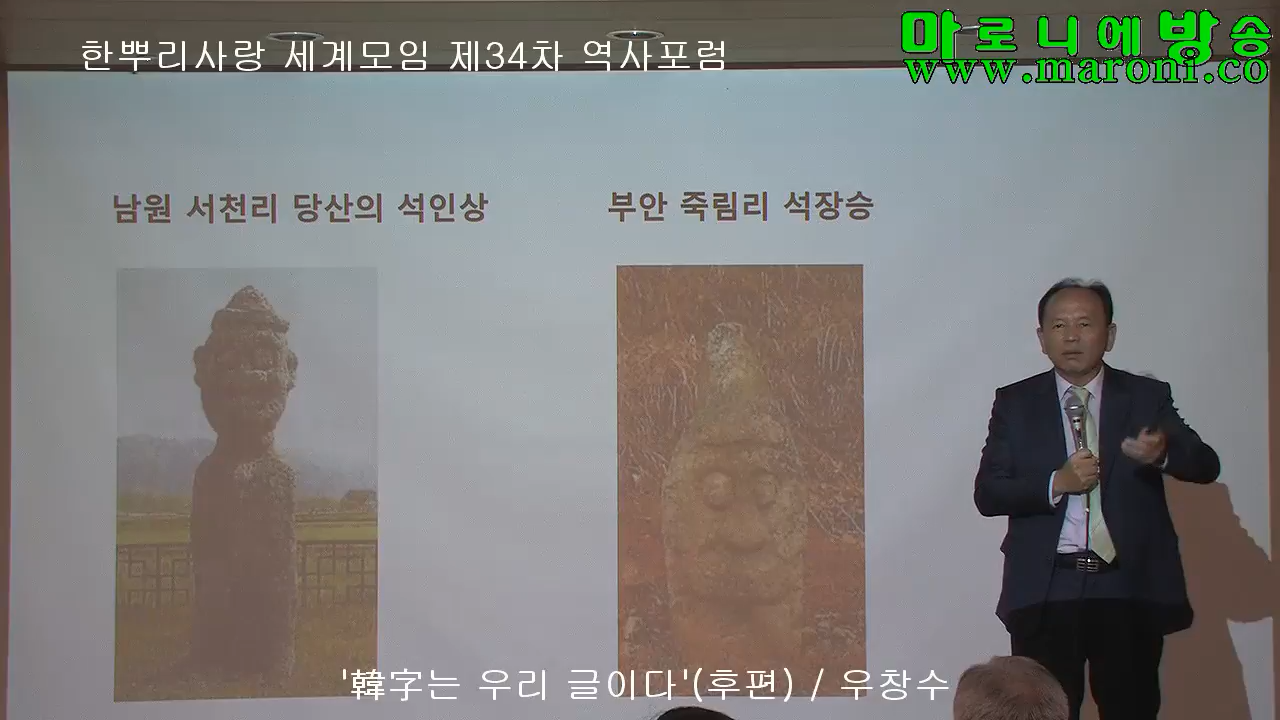 한뿌리사랑 세계모임 제34차 역사포럼
마로니에방송
www.maroni.co
남원 서천리 당산의 석인상
부안 죽림리 석장승
'韓字는 우리 글이다'(후편) / 우창수